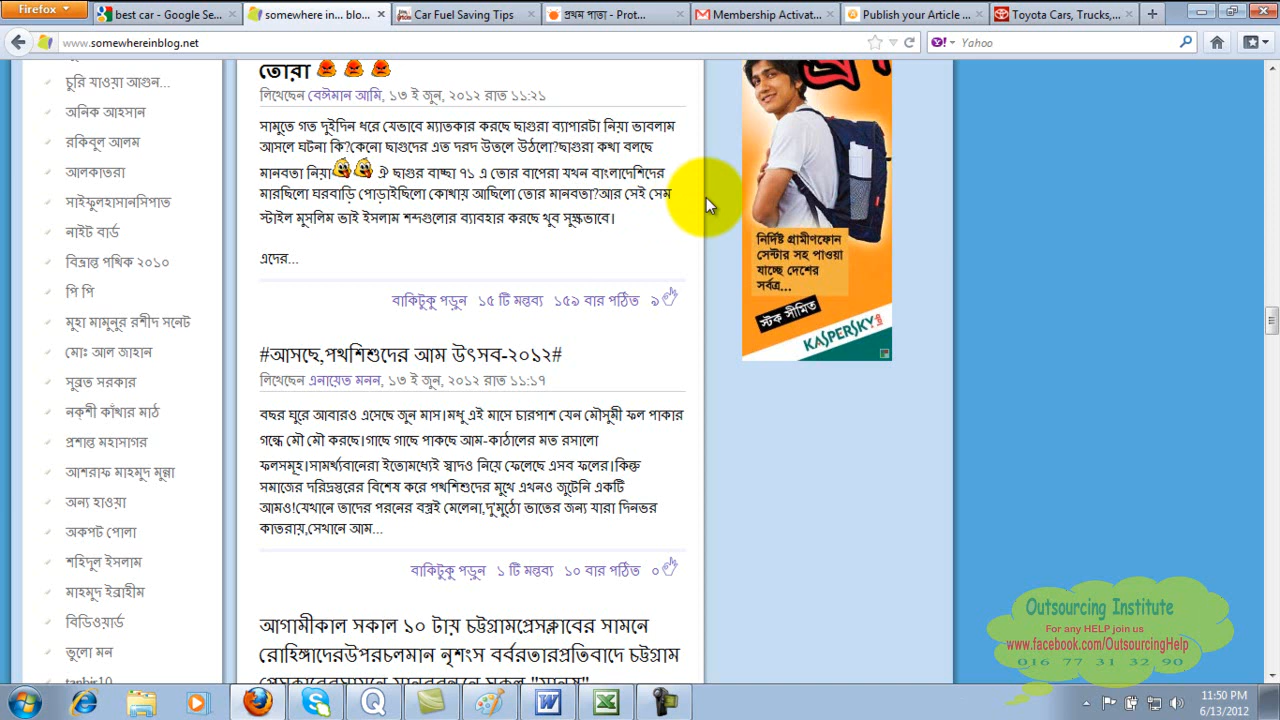 Firefox
best car - Google Se...
somewhere in... blo...
Car Fuel Saving Tips
প্রথম পাতা - Prot...
Membership Activat...
Publish your Article ...
Toyota Cars, Trucks,...
www.somewhereinblog.net
Yahoo
চুরি যাওয়া আগুন...
অনিক আহসান
রকিবুল আলম
আলকাতরা
সাইফুলহাসানসিপাত
নাইট বার্ড
বিভ্রান্ত পথিক ২০১০
পি পি
মুহা মামুনুর রশীদ সনেট
মোঃ আল জাহান
সুব্রত সরকার
নক্শী কাঁথার মাঠ
প্রশান্ত মহাসাগর
আশরাফ মাহমুদ মুন্না
অন্য হাওয়া
অকপট পোলা
শহিদুল ইসলাম
মাহমুদ ইব্রাহীম
বিডিওয়ার্ড
ভুলো মন
তোরা
লিখেছেন বেঈমান আমি, ১৩ ই জুন, ২০১২ রাত ১১:২১
সামুতে গত দুইদিন ধরে যেভাবে ম্যাতকার করছে ছাগুরা ব্যাপারটা নিয়া ভাবলাম
আসলে ঘটনা কি?কেনো ছাগুদের এত দরদ উতলে উঠলো?ছাগুরা কথা বলছে
মানবতা নিয়া ঐ ছাগুর বাচ্চা ৭১ এ তোর বাপেরা যখন বাংলাদেশিদের
মারছিলো ঘরবাড়ি পোড়াইছিলো কোথায় আছিলো তোর মানবতা?আর সেই সেম
স্টাইল মুসলিম ভাই ইসলাম শব্দগুলোর ব্যাবহার করছে খুব সুক্ষভাবে।
এদের...
বাকিটুকু পড়ুন ১৫ টি মন্তব্য ১৫৯ বার পঠিত ৯
#আসছে,পথশিশুদের আম উৎসব-২০১২#
লিখেছেন এনায়েত মনন, ১৩ ই জুন, ২০১২ রাত ১১:১৭
বছর ঘুরে আবারও এসেছে জুন মাস।মধু এই মাসে চারপাশ যেন মৌসূমী ফল পাকার
গন্ধে মৌ মৌ করছে।গাছে গাছে পাকছে আম-কাঠালের মত রসালো
ফলসমূহ।সামর্থ্যবানেরা ইতোমধ্যেই স্বাদও নিয়ে ফেলেছে এসব ফলের।কিন্তু
সমাজের দরিদ্রস্তরের বিশেষ করে পথশিশুদের মুখে এখনও জুটেনি একটি
আমও!যেখানে তাদের পরনের বস্ত্রই মেলেনা,দু'মুঠো ভাতের জন্য যারা দিনভর
কাতরায়,সেখানে আম...
বাকিটুকু পড়ুন ১ টি মন্তব্য ১০ বার পঠিত ০
আগামীকাল সকাল ১০ টায় চট্টগ্রামপ্রেসক্লাবের সামনে
রোহিঙ্গাদেরউপরচলমান নৃশংস বর্বরতারপ্রতিবাদে চট্টগ্রাম
নির্দিষ্ট গ্রামীণফোন
সেন্টার সহ পাওয়া
যাচ্ছে দেশের
সর্বত্র...
স্টক সীমিত
KASPERSKY
Outsourcing Institute
For any HELP join us
www.facebook.com/OutsourcingHelp
016 77 31 32 90
11:50 PM
6/13/2012